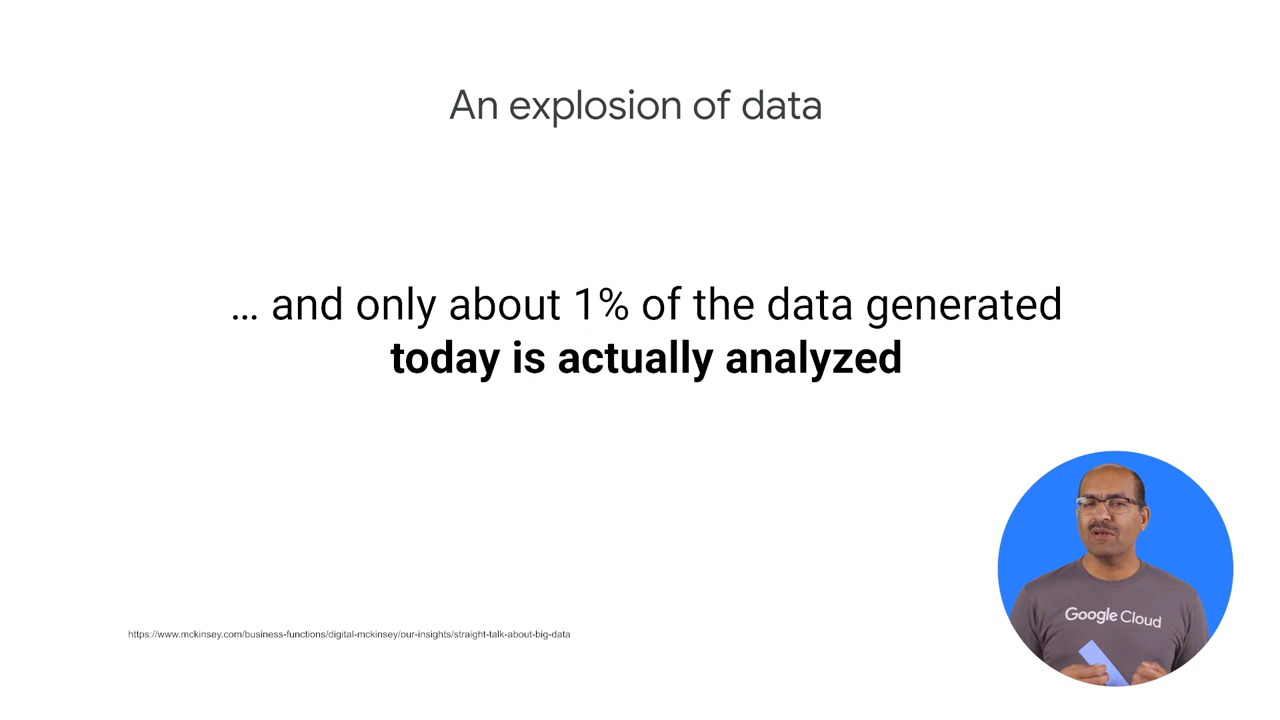 An explosion of data
... and only about 1% of the data generated
today is actually analyzed
https://www.mckinsey.com/business-functions/digital-mckinsey/our-insights/straight-talk-about-big-data
Google Cloud